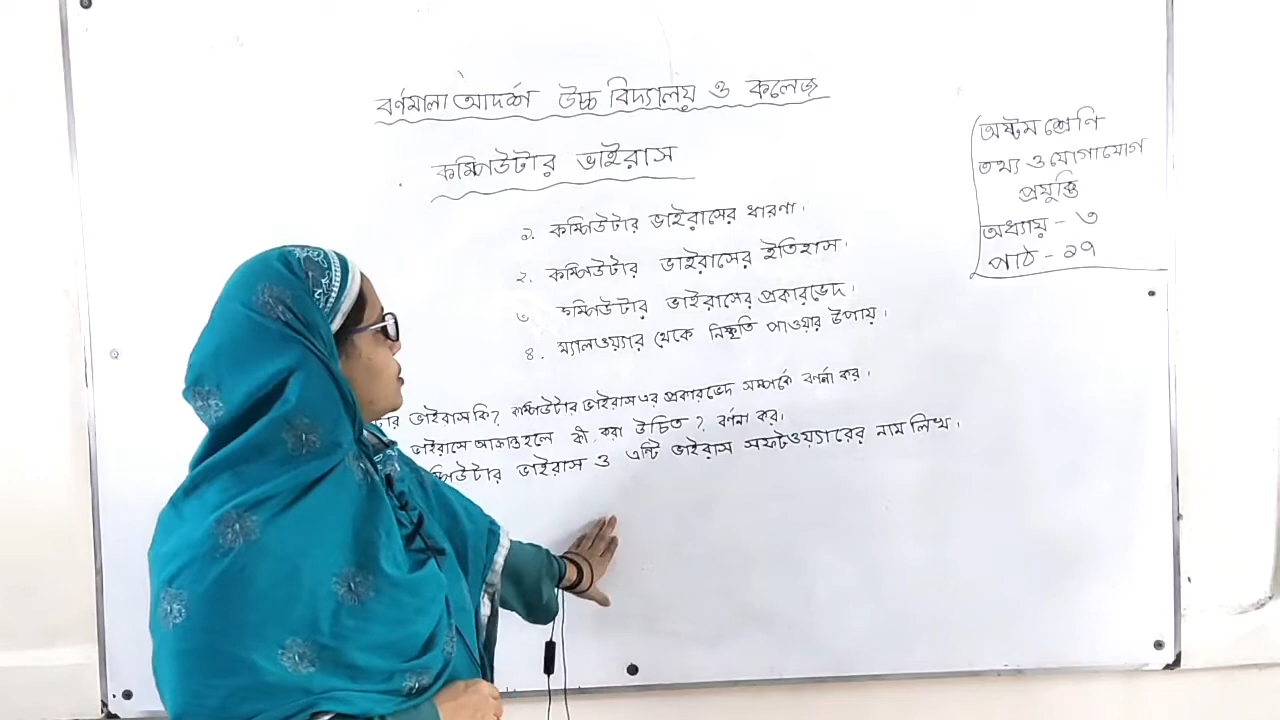 বর্ণমালা আদর্শ উচ্চ বিদ্যালয় ও কলেজ
কম্পিউটার ভাইরাস
১. কম্পিউটার ভাইরাসের ধারণা।
২. কম্পিউটার ভাইরাসের ইতিহাস।
৩ কম্পিউটার ভাইরাসের প্রকারভেদ।
৪. ম্যালওয়্যার থেকে নিষ্কৃতি পাওয়ার উপায়।
ভাইরাস কি? কম্পিউটার ভাইরাস এর প্রকারভেদ সম্পর্কে বর্ণনা কর।
ভাইরাসে আক্রান্ত হলে কী করা উচিত? বর্ণনা কর।
ভাইরাস ও এন্টি ভাইরাস সফটওয়্যারের নাম লিখ।
অষ্টম শ্রেণি
তথ্য ও যোগাযোগ
প্রযুক্তি
অধ্যায় - ৩
পাঠ - ১৭